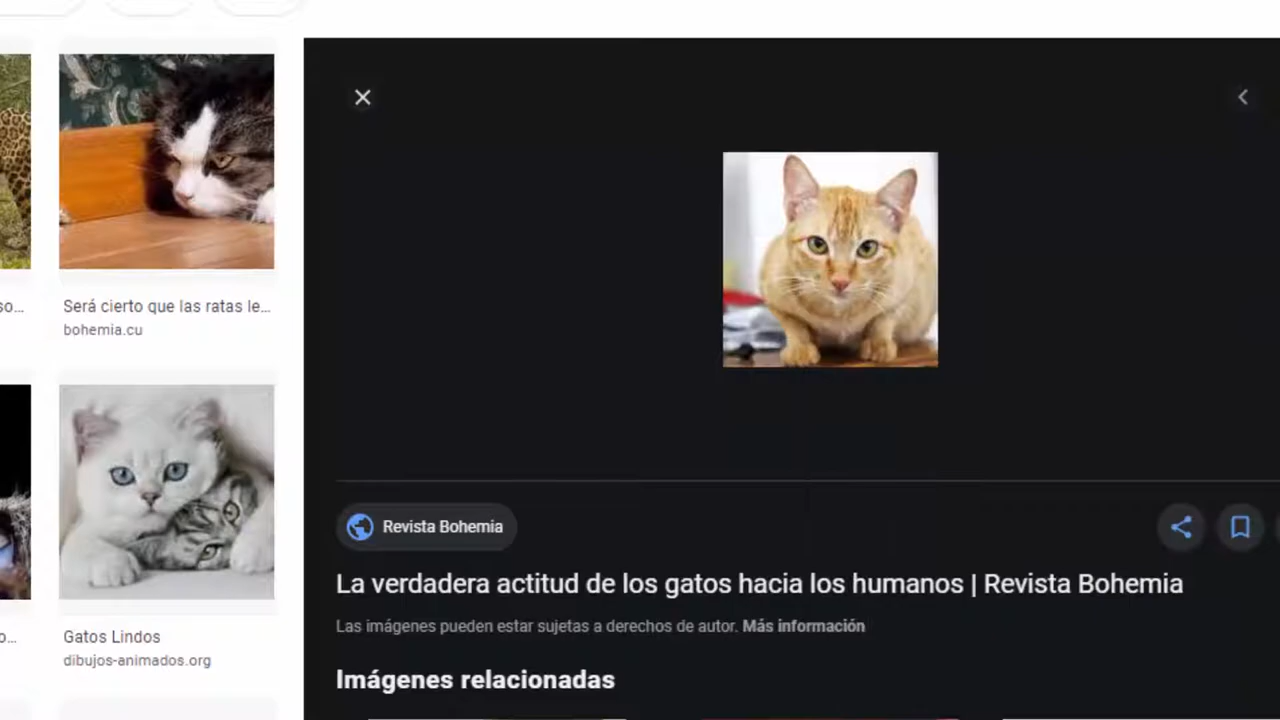 so...
Será cierto que las ratas le...
bohemia.cu
o...
Gatos Lindos
dibujos-animados.org
Revista Bohemia
La verdadera actitud de los gatos hacia los humanos | Revista Bohemia
Las imágenes pueden estar sujetas a derechos de autor. Más información
Imágenes relacionadas